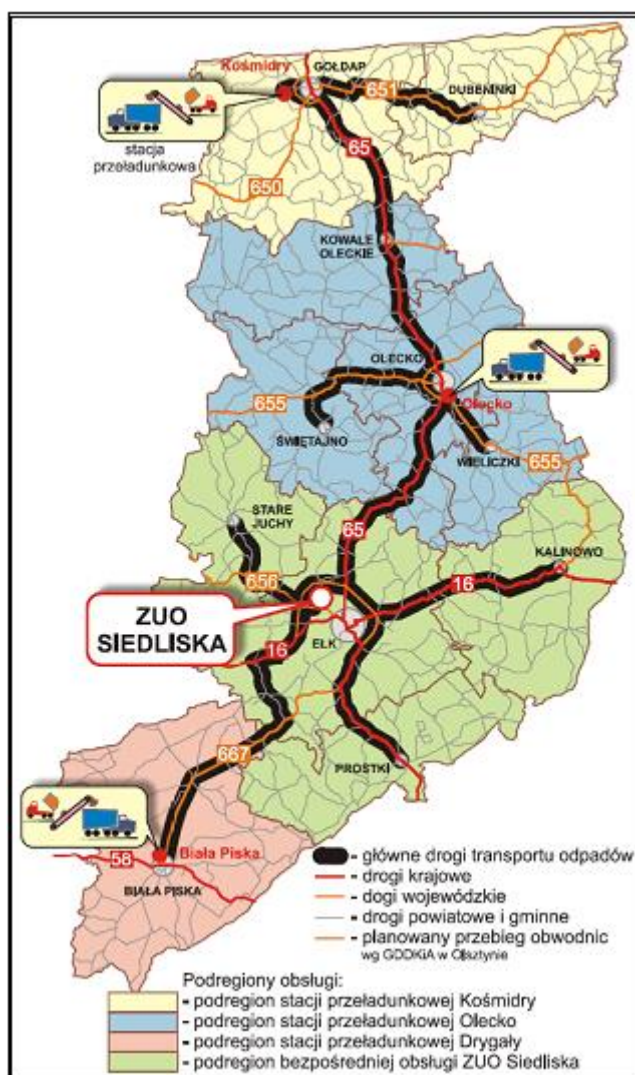 Kośmidry
GOŁDAP
651
DUBENINKI
stacja
przeładunkowa
65
650
KOWALE
OLECKIE
OLECKO
Olecko
655
ŚWIĘTAJNO
WIELICZKI
655
STARE
JUCHY
65
KALINOWO
656
16
ZUO
SIEDLISKA
EŁK
16
667
PROSTKI
Biała Piska
58
BIAŁA PISKA
- główne drogi transportu odpadów
- drogi krajowe
- dogi wojewódzkie
- drogi powiatowe i gminne
- planowany przebieg obwodnic
wg GDDKiA w Olsztynie
Podregiony obsługi:
- podregion stacji przeładunkowej Kośmidry
- podregion stacji przeładunkowej Olecko
- podregion stacji przeładunkowej Drygały
- podregion bezpośredniej obsługi ZUO Siedliska